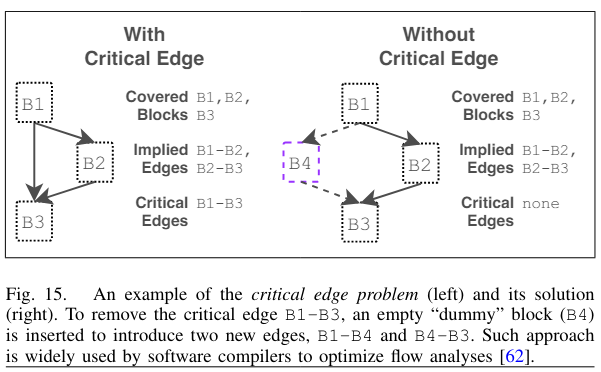 With
Critical Edge
B1
B2
B3
Covered B1,B2,
Blocks B3
Implied B1-B2,
Edges B2-B3
Critical B1-B3
Edges
Without
Critical Edge
B1
B4
B2
B3
Covered B1,B2,
Blocks B3
Implied B1-B2,
Edges B2-B3
Critical none
Edges
Fig. 15. An example of the critical edge problem (left) and its solution
(right). To remove the critical edge B1-B3, an empty “dummy” block (B4)
is inserted to introduce two new edges, B1-B4 and B4-B3. Such approach
is widely used by software compilers to optimize flow analyses [62].